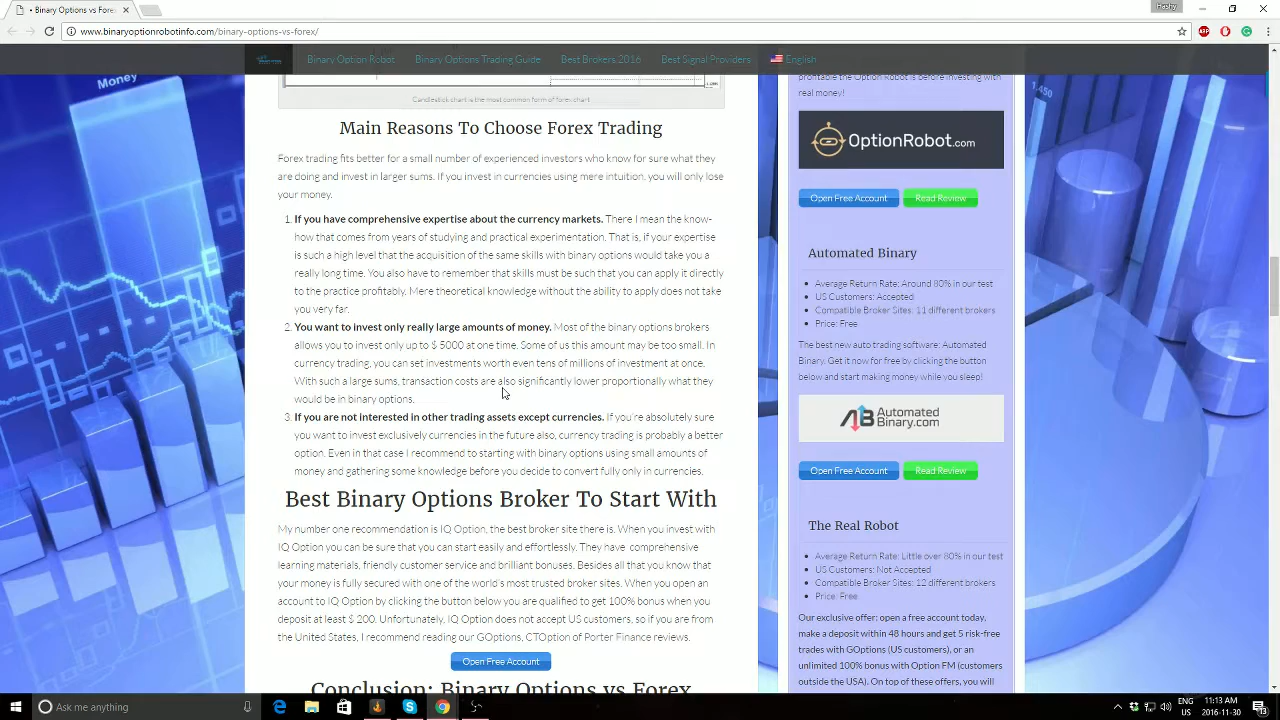 Binary Options vs Forex
Heshy
www.binaryoptionrobotinfo.com/binary-options-vs-forex/
Binary Option Robot
Binary Options Trading Guide
Best Brokers 2016
Best Signal Providers
English
Money
Candlestick chart is the most common form of forex chart
Main Reasons To Choose Forex Trading
Forex trading fits better for a small number of experienced investors who know for sure what they
are doing and invest in larger sums. If you invest in currencies using mere intuition, you will only lose
your money.
1. If you have comprehensive expertise about the currency markets. There I mean the know-
how that comes from years of studying and practical experimentation. That is, if your expertise
is such a high level that the acquisition of the same skills with binary options would take you a
really long time. You also have to remember that skills must be such that you can apply it directly
to the practice profitably. Mere theoretical knowledge without the ability to apply does not take
you very far.
2. You want to invest only really large amounts of money. Most of the binary options brokers
allows you to invest only up to $ 5000 at one time. Some of us this amount may be too small. In
currency trading, you can set investments worth even tens of millions of investment at once.
With such a large sums, transaction costs are also significantly lower proportionally what they
would be in binary options.
3. If you are not interested in other trading assets except currencies. If you're absolutely sure
you want to invest exclusively currencies in the future also, currency trading is probably a better
option. Even in that case I recommend to starting with binary options using small amounts of
money and gathering some knowledge before you decide to convert fully only in currencies.
Best Binary Options Broker To Start With
My number one recommendation is IQ Option, the best broker site there is. When you invest with
IQ Option you can be sure that you can start easily and effortlessly. They have comprehensive
learning materials, friendly customer service and brilliant bonuses. Besides all that you know that
your money is fully secured with one of the world's most trusted broker sites. When you open an
account to IQ Option by clicking the button below you are qualified to get 100% bonus when you
deposit at least $ 200. Unfortunately, IQ Option does not accept US customers, so if you are from
the United States, I recommend reading our GOptions, CTOption of Porter Finance reviews.
Open Free Account
Conclusion: Binary Options vs Forex
profitable the Option Robot is before investing with
real money!
OptionRobot.com
Open Free Account
Read Review
Automated Binary
• Average Return Rate: Around 80% in our test
• US Customers: Accepted
• Compatible Broker Sites: 11 different brokers
• Price: Free
The best new auto trading software: Automated
Binary. Get it now for free by clicking the button
below and start making money while you sleep!
AB Automated
Binary.com
Open Free Account
Read Review
The Real Robot
• Average Return Rate: Little over 80% in our test
• US Customers: Not Accepted
• Compatible Broker Sites: 12 different brokers
• Price: Free
Our exclusive offer: open a free account today,
make a deposit within 48 hours and get 5 risk-free
trades with GOptions (US customers), or an
unlimited 100% bonus with Option FM (customers
outside the USA). On top of these offers, you will
1.450
Ask me anything
ENG
US
11:13 AM
2016-11-30